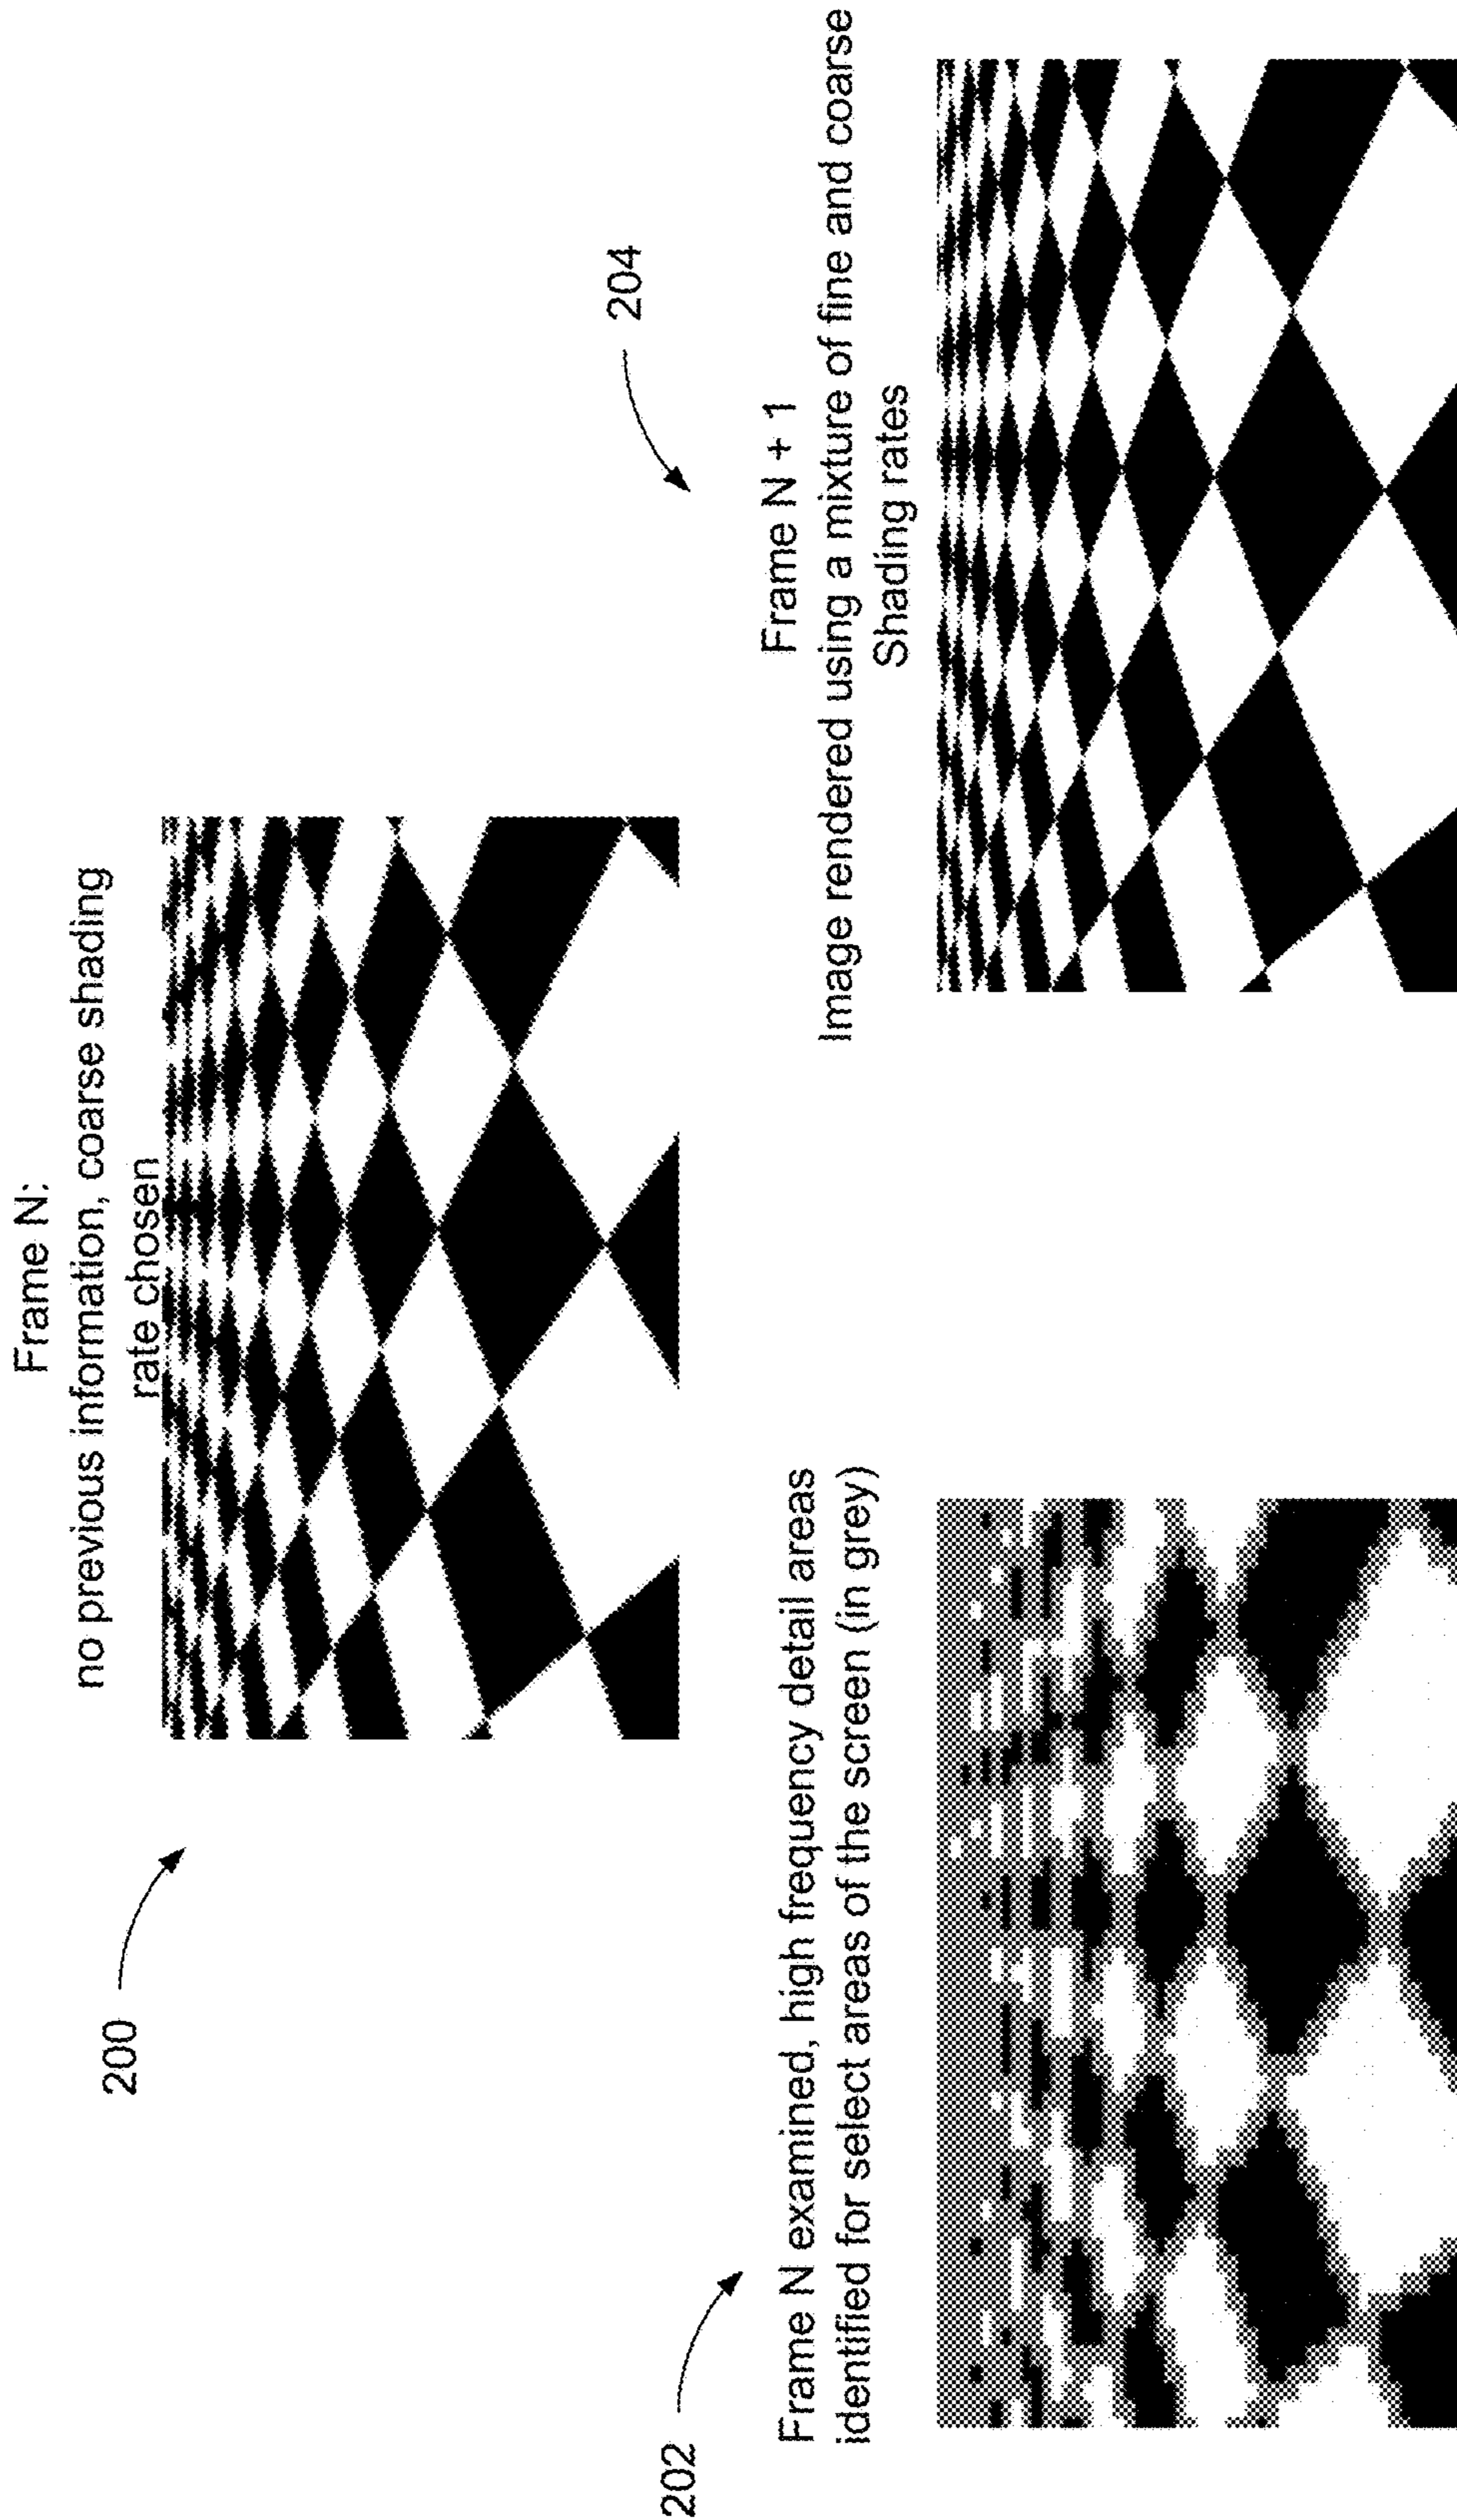 200
Frame N:
no previous information, coarse shading
rate chosen
202
Frame N examined, high frequency detail areas
identified for select areas of the screen (in grey)
204
Frame N + 1
Image rendered using a mixture of fine and coarse
Shading rates